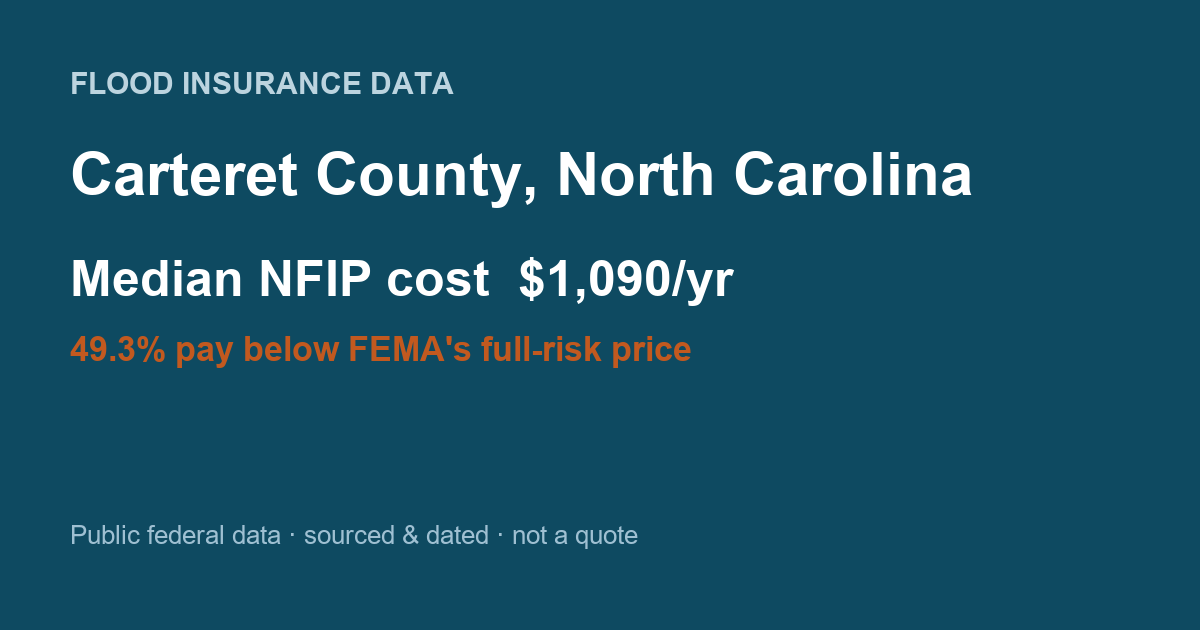 FLOOD INSURANCE DATA
Carteret County, North Carolina
Median NFIP cost  $1,090/yr
49.3% pay below FEMA's full-risk price
Public federal data · sourced & dated · not a quote